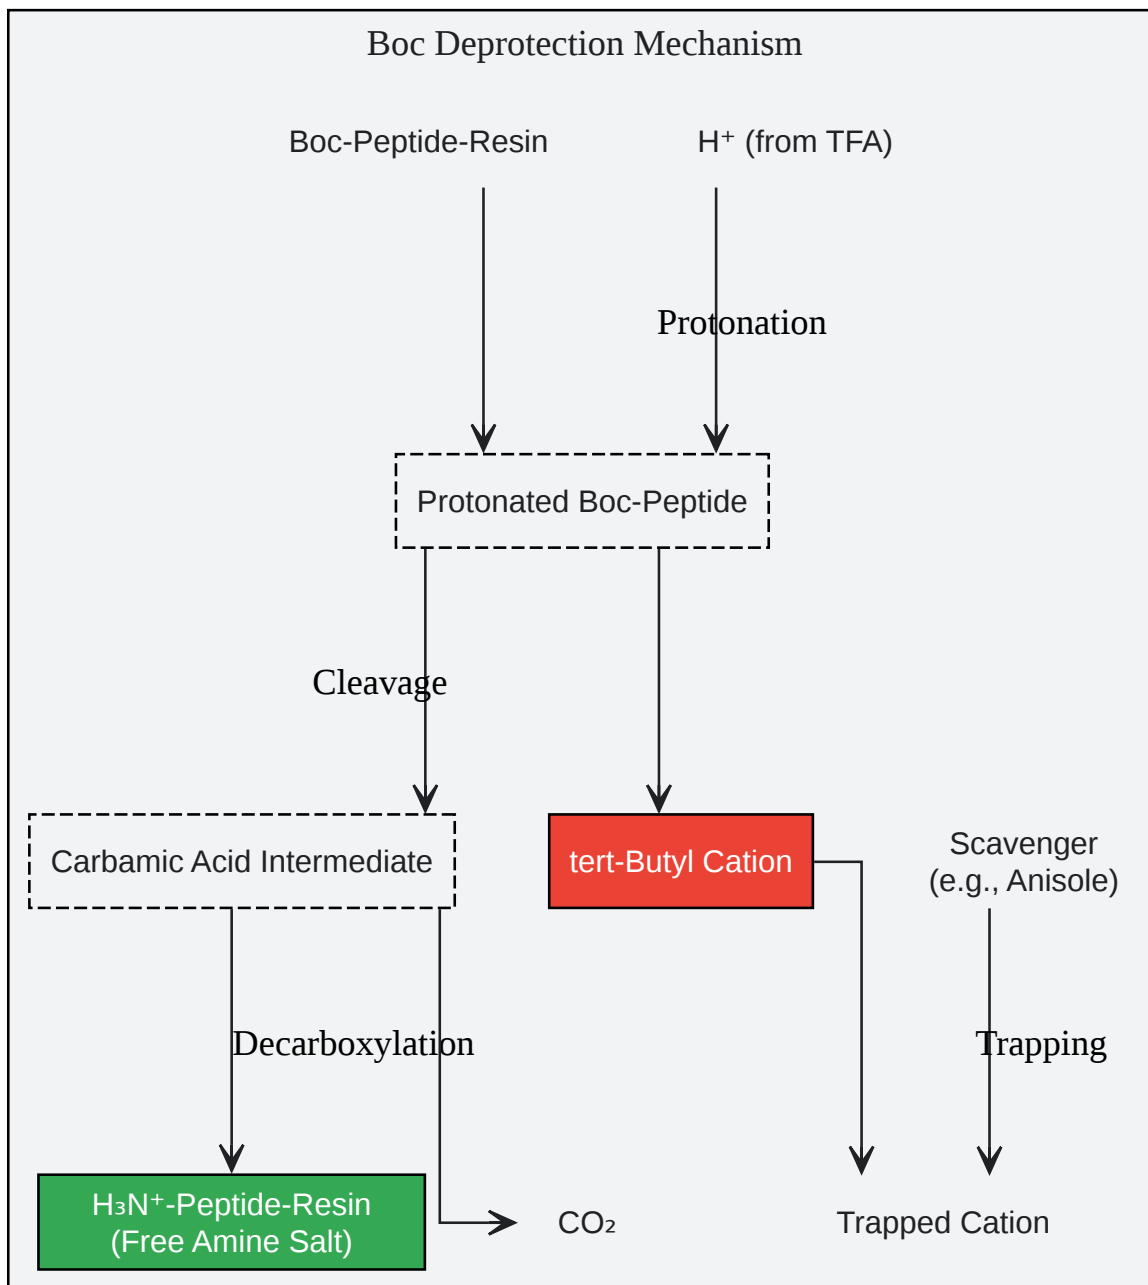 Boc Deprotection Mechanism
Boc-Peptide-Resin
H⁺ (from TFA)
Protonation
Protonated Boc-Peptide
Cleavage
Carbamic Acid Intermediate
tert-Butyl Cation
Scavenger
(e.g., Anisole)
Decarboxylation
Trapping
H₃N⁺-Peptide-Resin
(Free Amine Salt)
CO₂
Trapped Cation